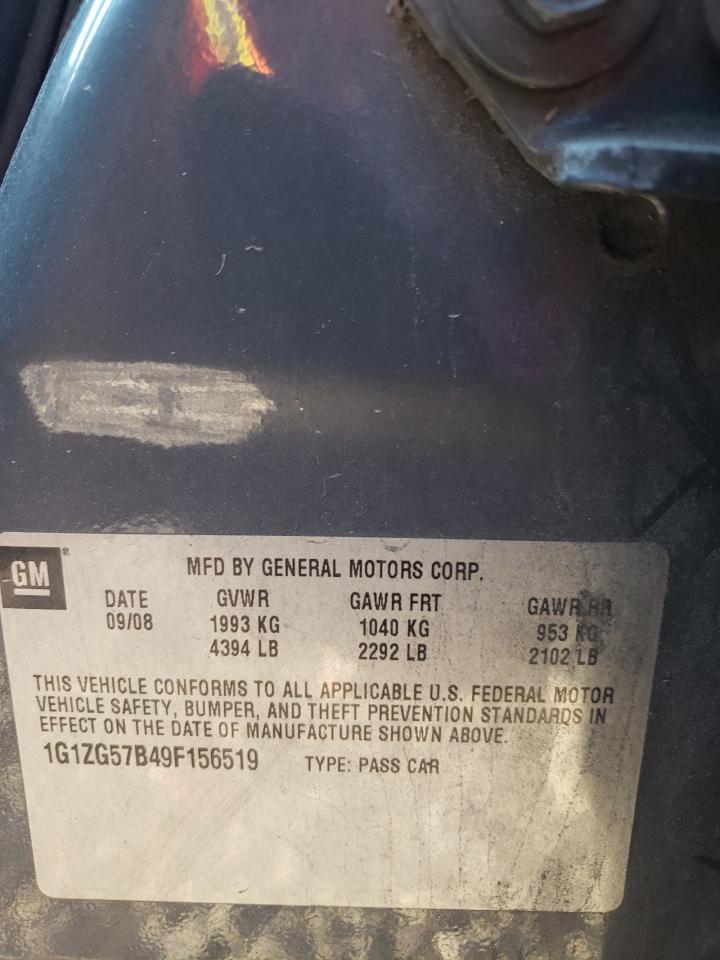 GM®
MFD BY GENERAL MOTORS CORP.
DATE GVWR GAWR FRT GAWR RR
09/08 1993 KG 1040 KG 953 KG
4394 LB 2292 LB 2102 LB
THIS VEHICLE CONFORMS TO ALL APPLICABLE U.S. FEDERAL MOTOR
VEHICLE SAFETY, BUMPER, AND THEFT PREVENTION STANDARDS IN
EFFECT ON THE DATE OF MANUFACTURE SHOWN ABOVE.
1G1ZG57B49F156519 TYPE: PASS CAR